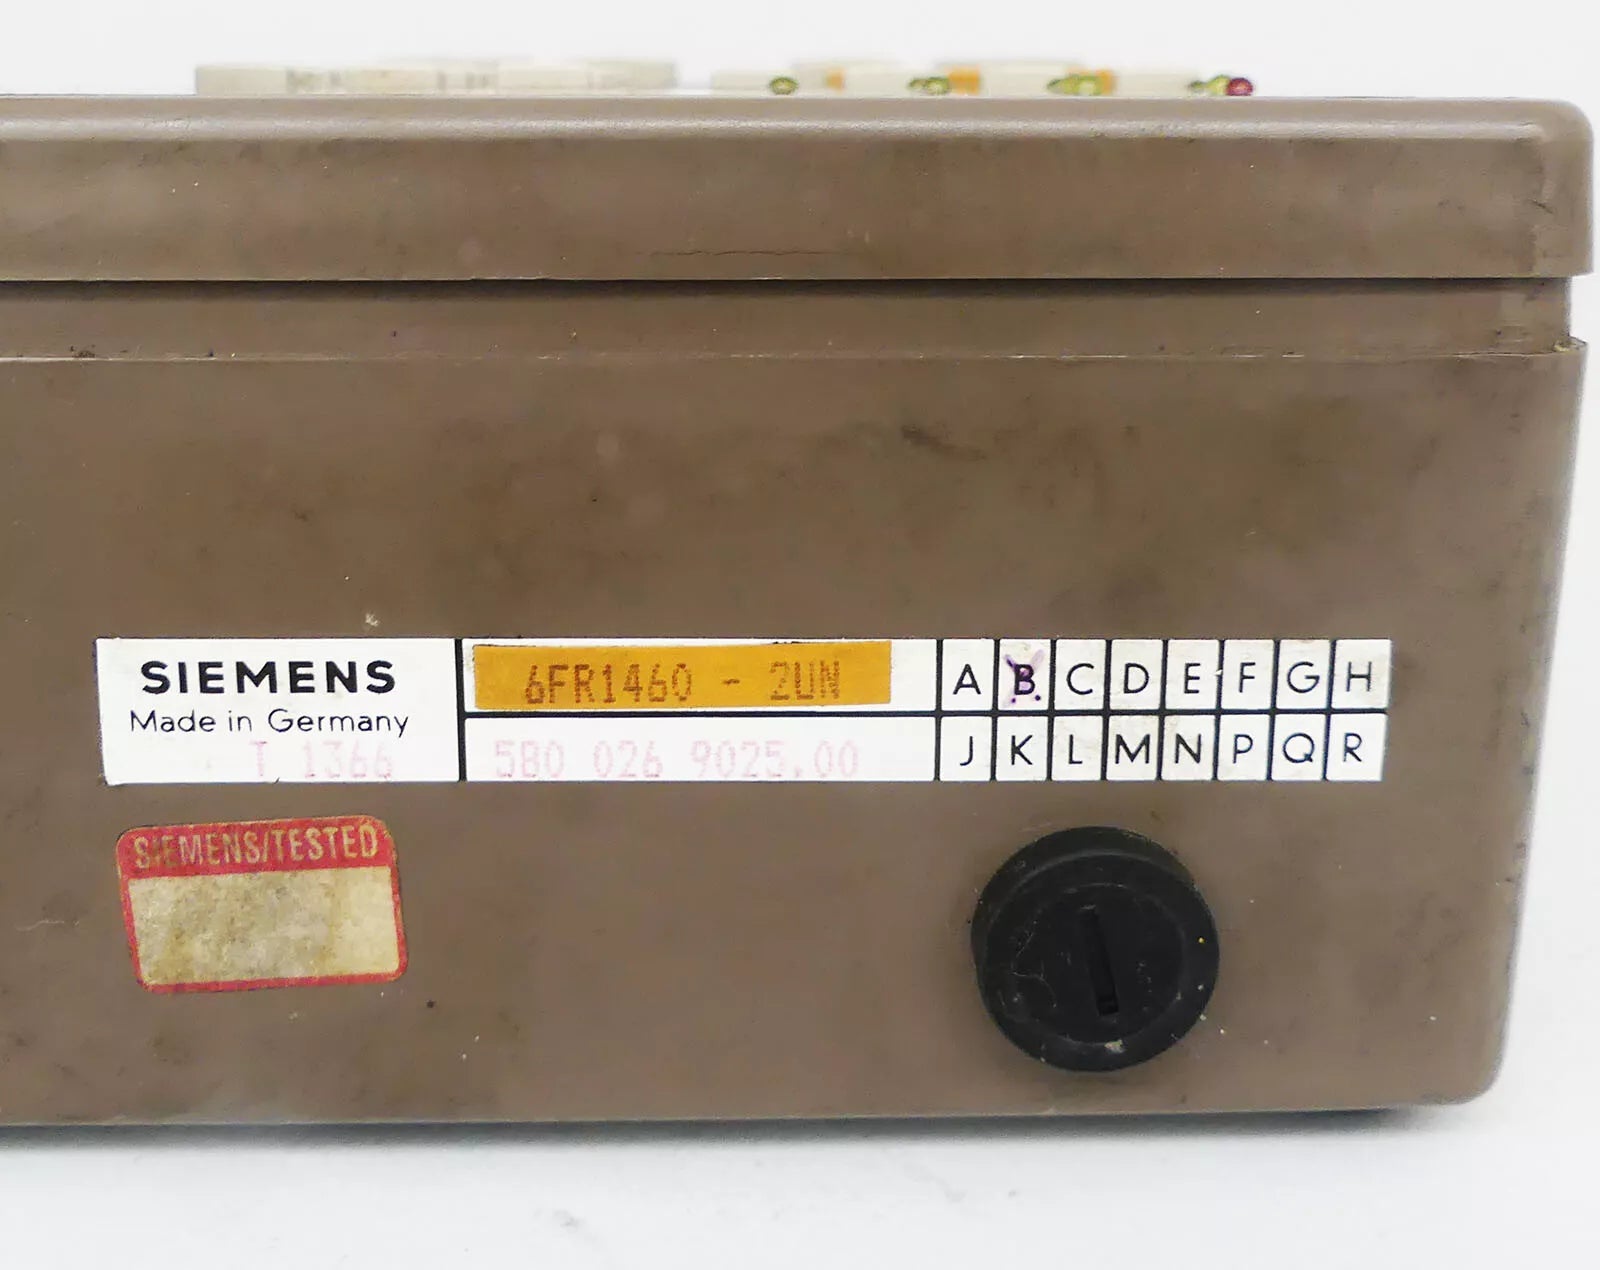 SIEMENS
Made in Germany
T 1366
6FR1460 - 2UN
580 026 9025.00
A B C D E F G H
J K L M N P Q R
SIEMENS/TESTED